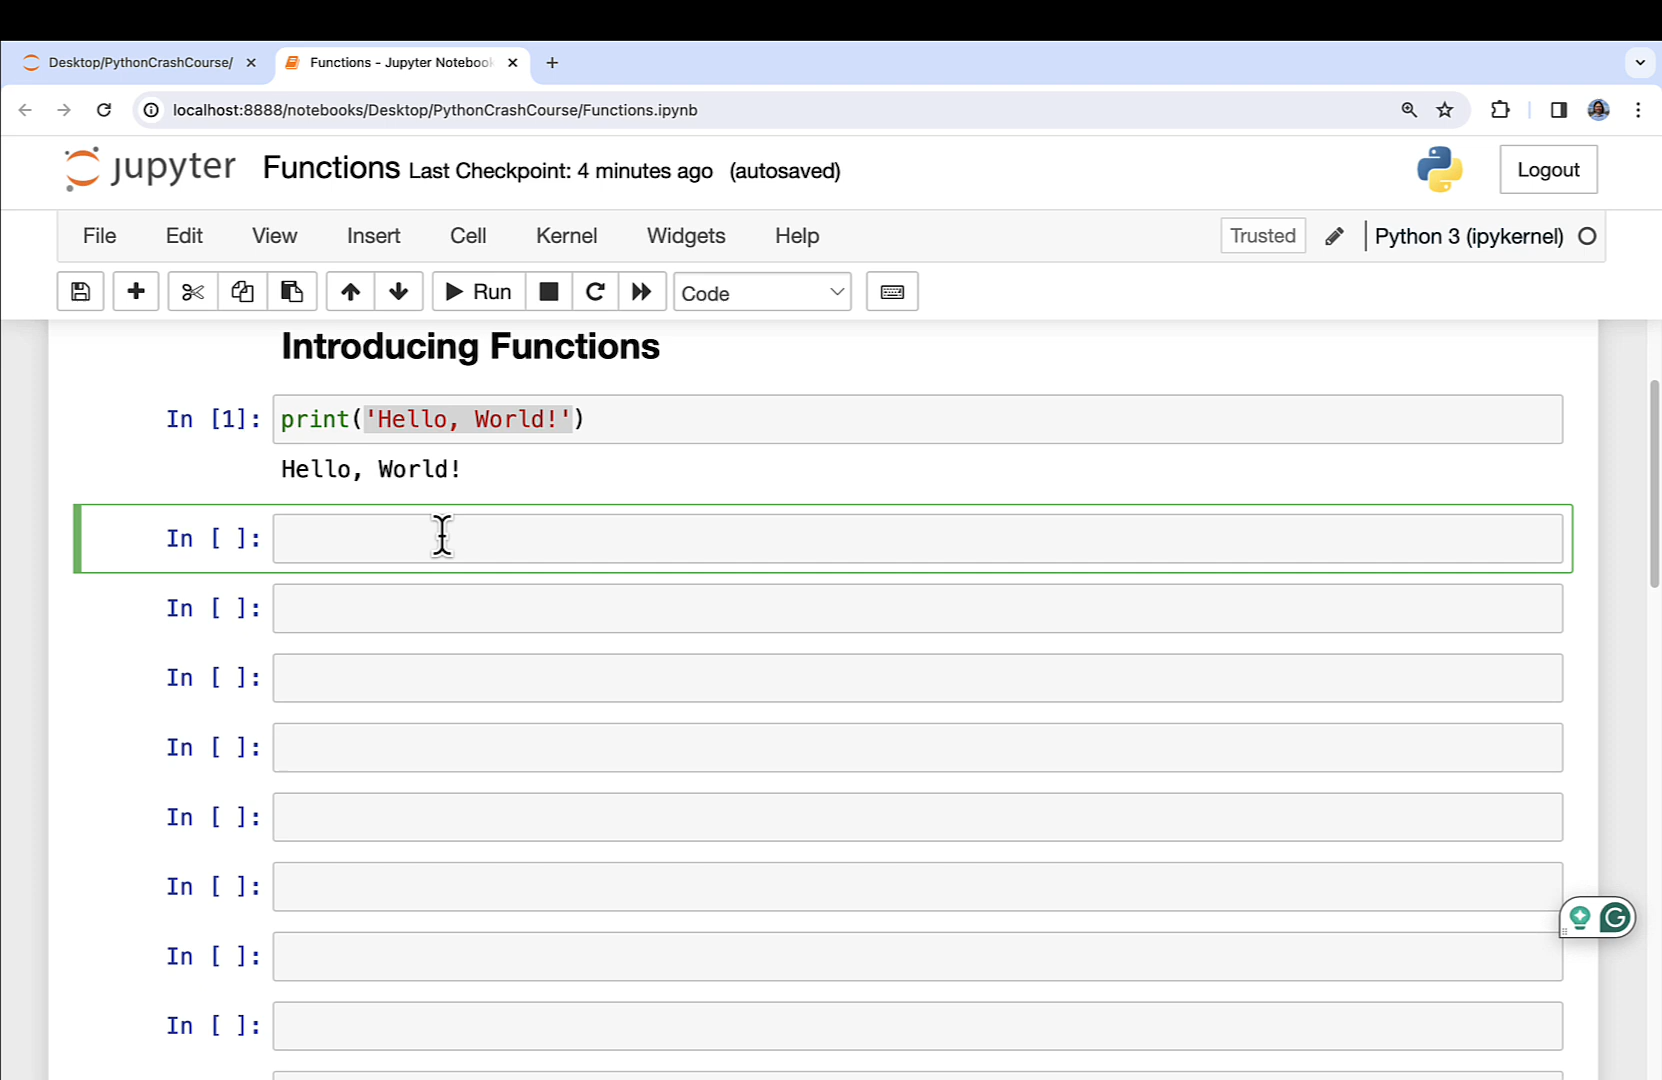 Desktop/PythonCrashCourse/
Functions - Jupyter Notebook
localhost:8888/notebooks/Desktop/PythonCrashCourse/Functions.ipynb
jupyter Functions Last Checkpoint: 4 minutes ago (autosaved)
Logout
File Edit View Insert Cell Kernel Widgets Help
Trusted
Python 3 (ipykernel)
Run
Code
Introducing Functions
In [1]: print('Hello, World!')
Hello, World!
In [ ]:
In [ ]:
In [ ]:
In [ ]:
In [ ]:
In [ ]:
In [ ]:
In [ ]: